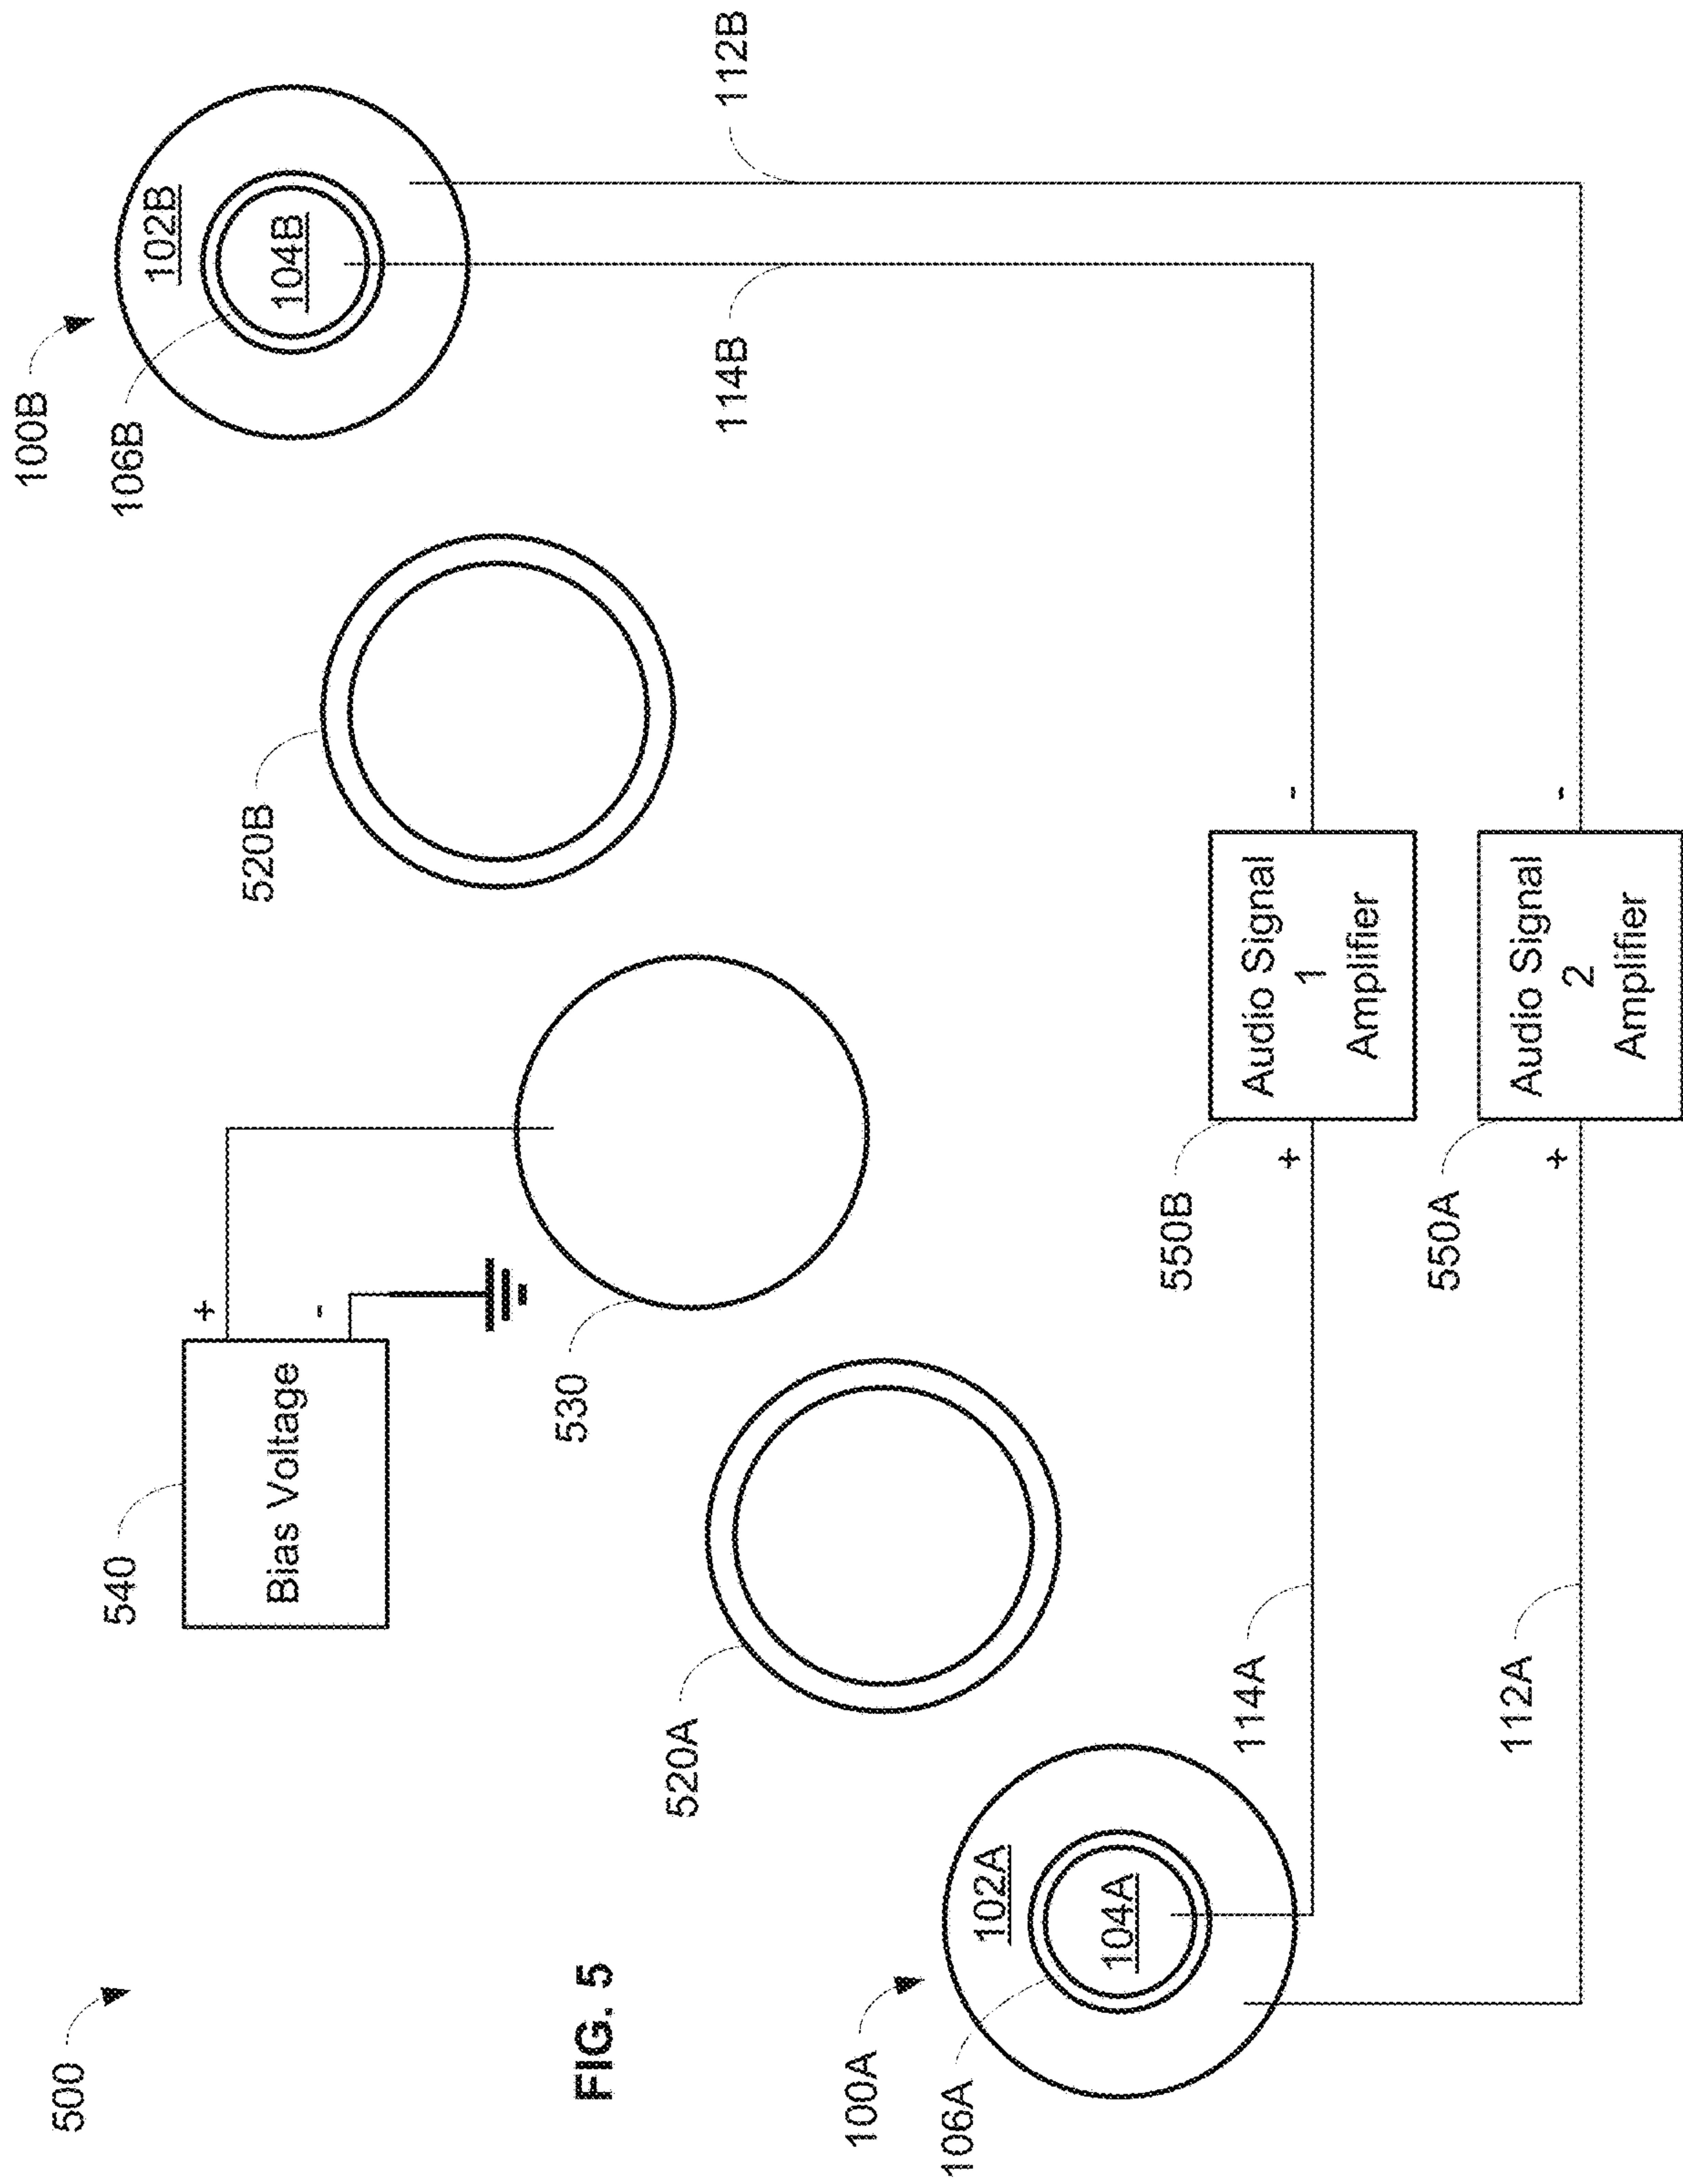 500
FIG. 5
100A
106A
102A
104A
520A
540
Bias Voltage
+
-
530
520B
100B
106B
102B
104B
114B
112B
114A
112A
550B
+
Audio Signal
1
Amplifier
-
550A
+
Audio Signal
2
Amplifier
-